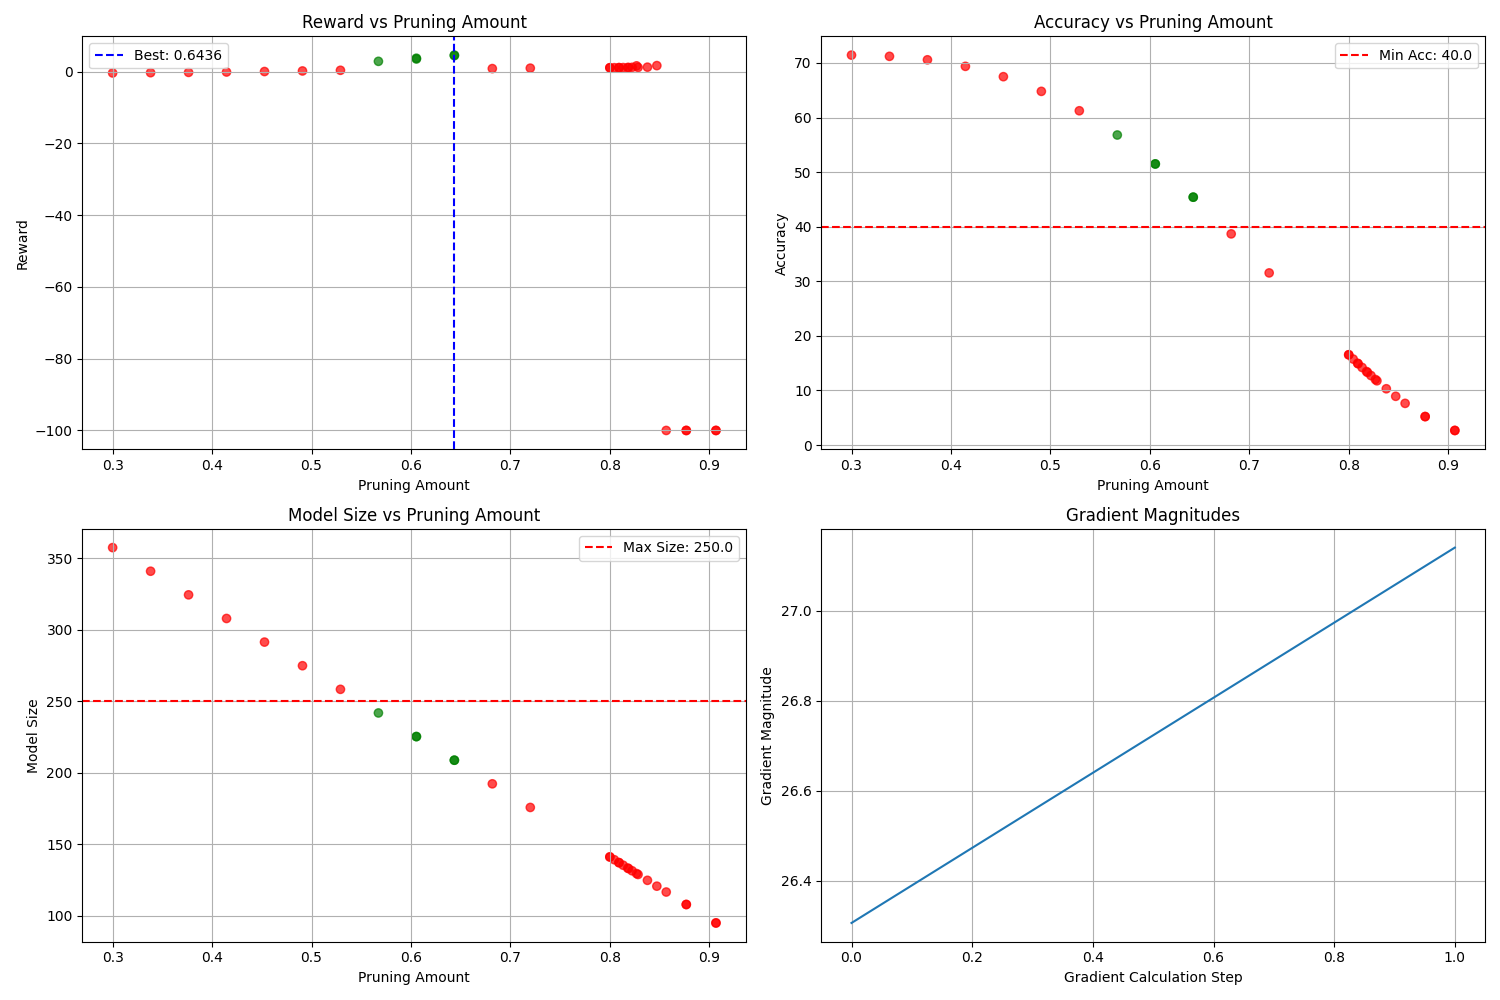 Reward vs Pruning Amount
Best: 0.6436
Reward
0
−20
−40
−60
−80
−100
0.3 0.4 0.5 0.6 0.7 0.8 0.9
Pruning Amount
Accuracy vs Pruning Amount
Min Acc: 40.0
Accuracy
70
60
50
40
30
20
10
0
0.3 0.4 0.5 0.6 0.7 0.8 0.9
Pruning Amount
Model Size vs Pruning Amount
Max Size: 250.0
Model Size
350
300
250
200
150
100
0.3 0.4 0.5 0.6 0.7 0.8 0.9
Pruning Amount
Gradient Magnitudes
Gradient Magnitude
27.0
26.8
26.6
26.4
0.0 0.2 0.4 0.6 0.8 1.0
Gradient Calculation Step